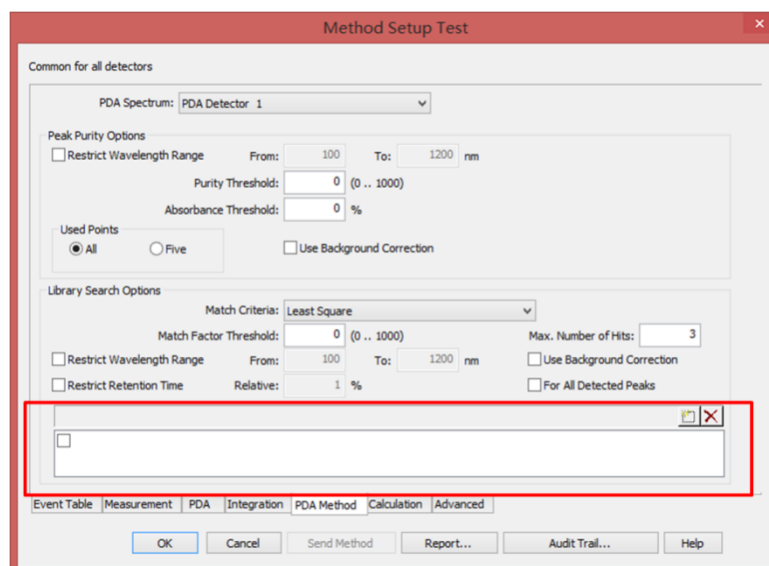 Method Setup Test
Common for all detectors
PDA Spectrum: PDA Detector 1
Peak Purity Options
Restrict Wavelength Range From: 100 To: 1200 nm
Purity Threshold: 0 (0 .. 1000)
Absorbance Threshold: 0 %
Used Points
All Five Use Background Correction
Library Search Options
Match Criteria: Least Square
Match Factor Threshold: 0 (0 .. 1000) Max. Number of Hits: 3
Restrict Wavelength Range From: 100 To: 1200 nm Use Background Correction
Restrict Retention Time Relative: 1 % For All Detected Peaks
Event Table Measurement PDA Integration PDA Method Calculation Advanced
OK Cancel Send Method Report... Audit Trail... Help